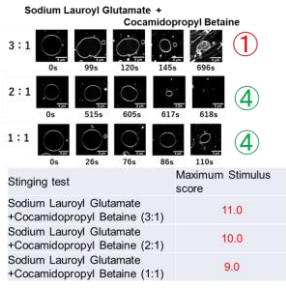 Sodium Lauroyl Glutamate +
Cocamidopropyl Betaine
3 : 1
①
0s 99s 120s 145s 696s
2 : 1
④
0s 515s 605s 617s 618s
1 : 1
④
0s 26s 76s 86s 110s
Stinging test
Maximum Stimulus
score
Sodium Lauroyl Glutamate
+Cocamidopropyl Betaine (3:1)
11.0
Sodium Lauroyl Glutamate
+Cocamidopropyl Betaine (2:1)
10.0
Sodium Lauroyl Glutamate
+Cocamidopropyl Betaine (1:1)
9.0